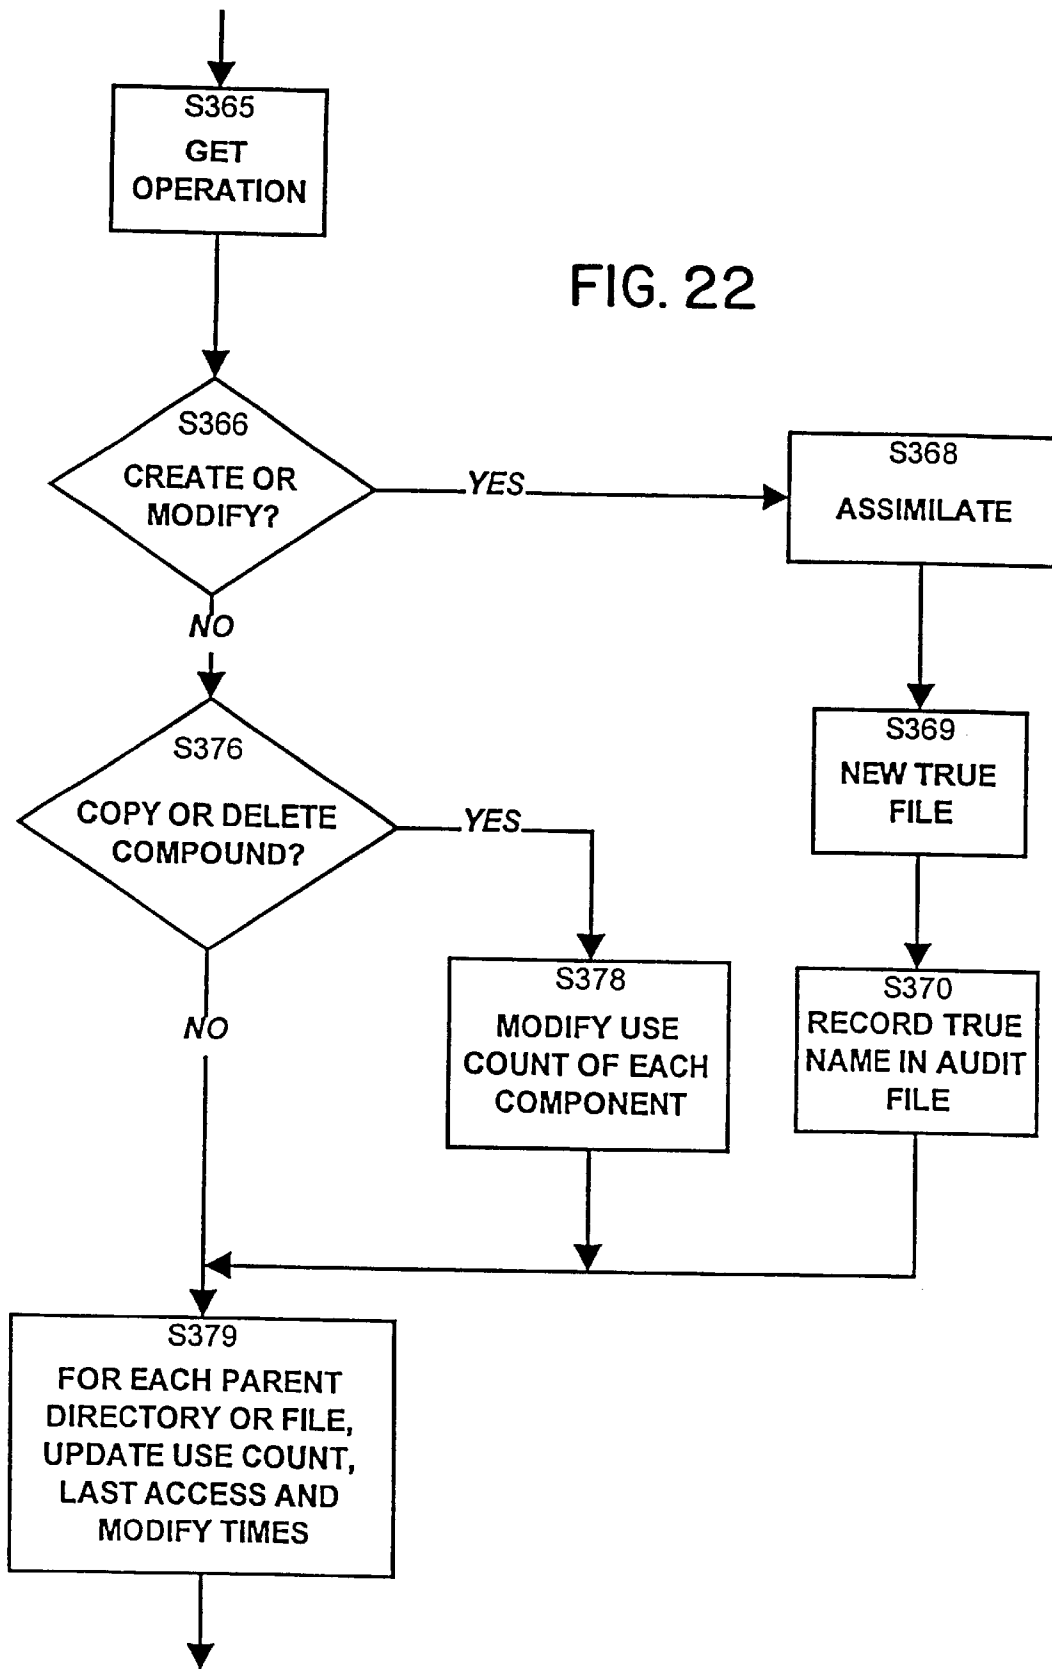 S365
GET
OPERATION
FIG. 22
S366
CREATE OR
MODIFY?
YES
S368
ASSIMILATE
NO
S369
NEW TRUE
FILE
S376
COPY OR DELETE
COMPOUND?
YES
S370
RECORD TRUE
NAME IN AUDIT
FILE
S378
MODIFY USE
COUNT OF EACH
COMPONENT
NO
S379
FOR EACH PARENT
DIRECTORY OR FILE,
UPDATE USE COUNT,
LAST ACCESS AND
MODIFY TIMES